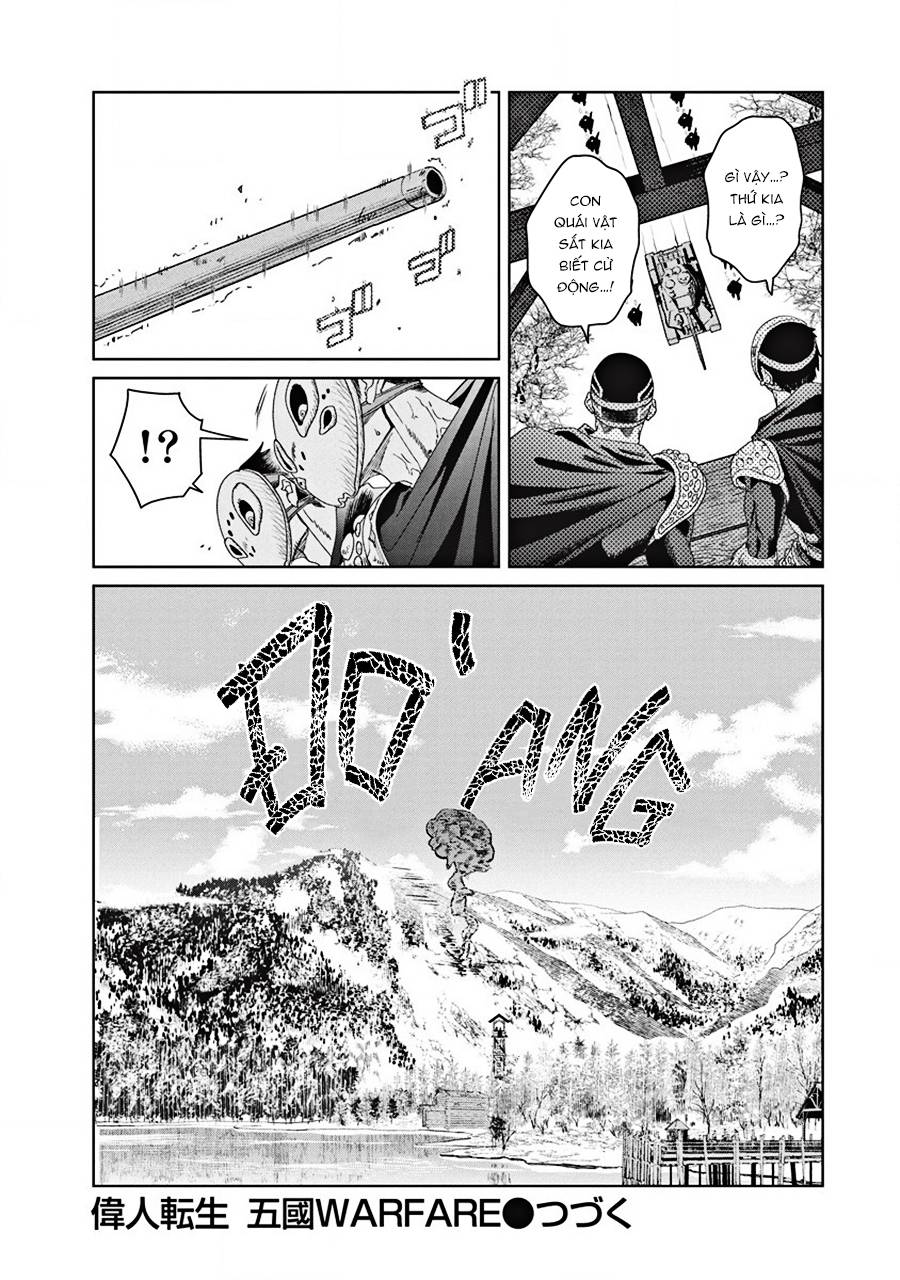 GÌ VẬY...?
THỨ KIA
LÀ GÌ...?
CON
QUÁI VẬT
SẮT KIA
BIẾT CỬ
ĐỘNG...!
ゴ
ゴ
ゴ
!?
ĐO' ANG
偉人転生 五國WARFARE●つづく